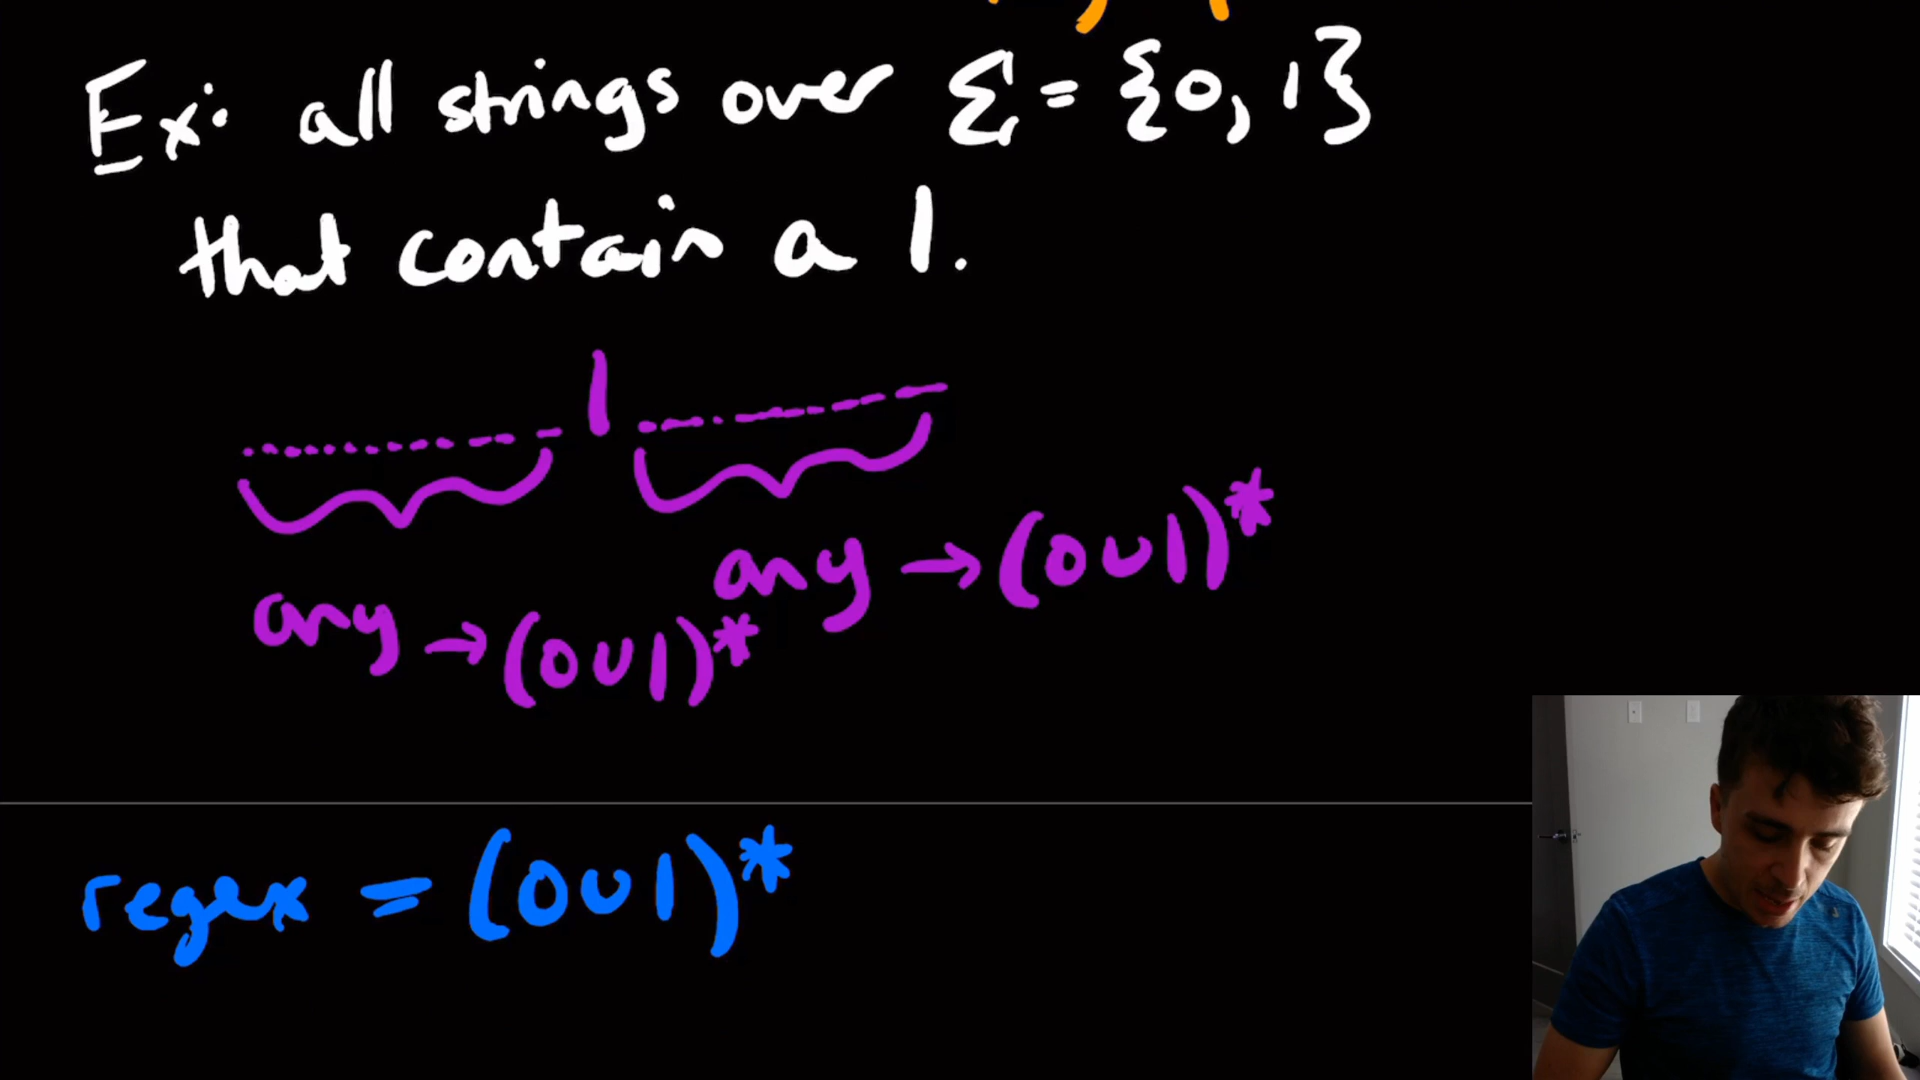 Ex: all strings over Σ = {0, 1}
that contain a 1.
1
any → (0∪1)*
any → (0∪1)*
regex = (0∪1)*